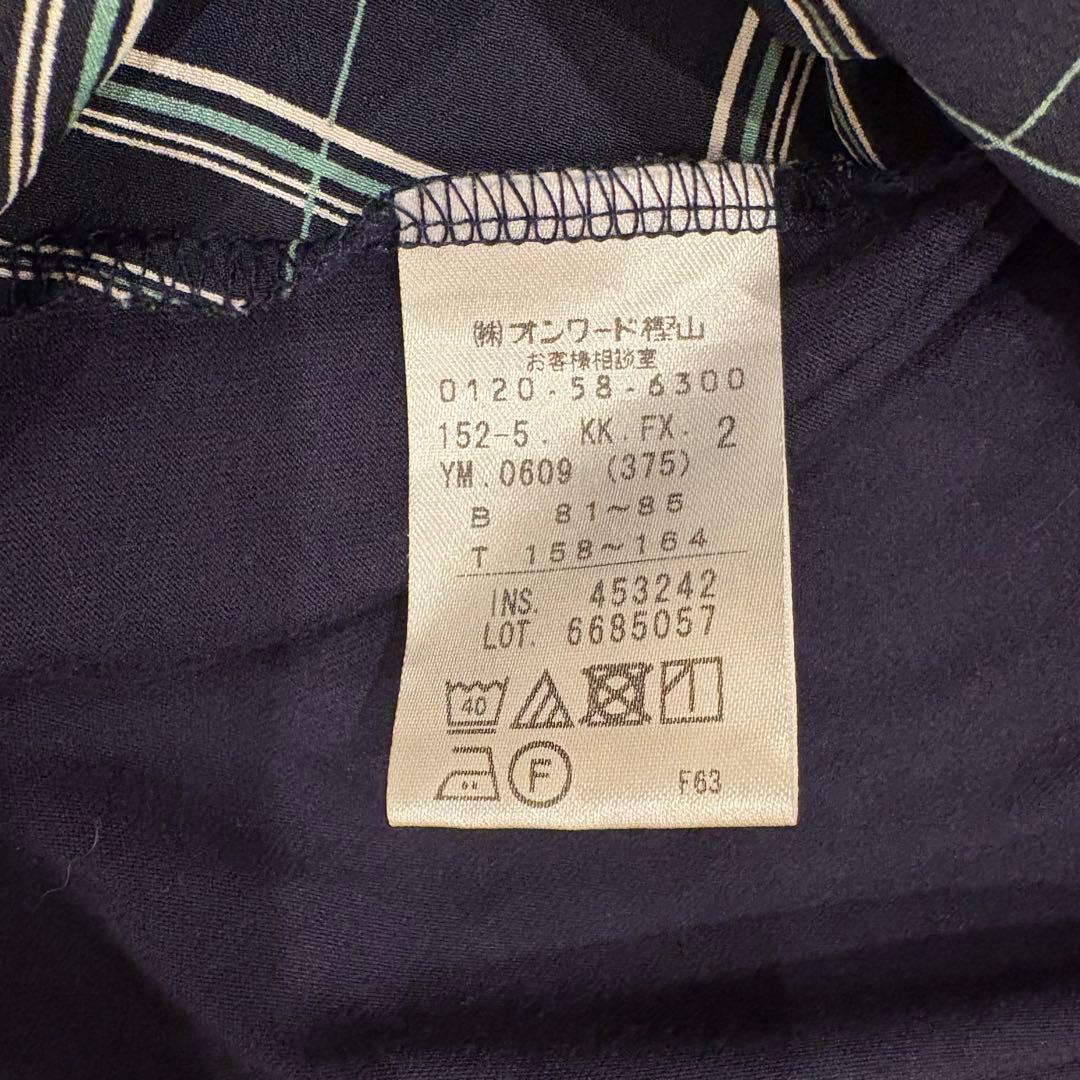 ㈱オンワード樫山
お客様相談室
0120-58-6300
152-5. KK.FX. 2
YM.0609 (375)
B 81~85
T 158~164
INS. 453242
LOT. 6685057
40
F F63